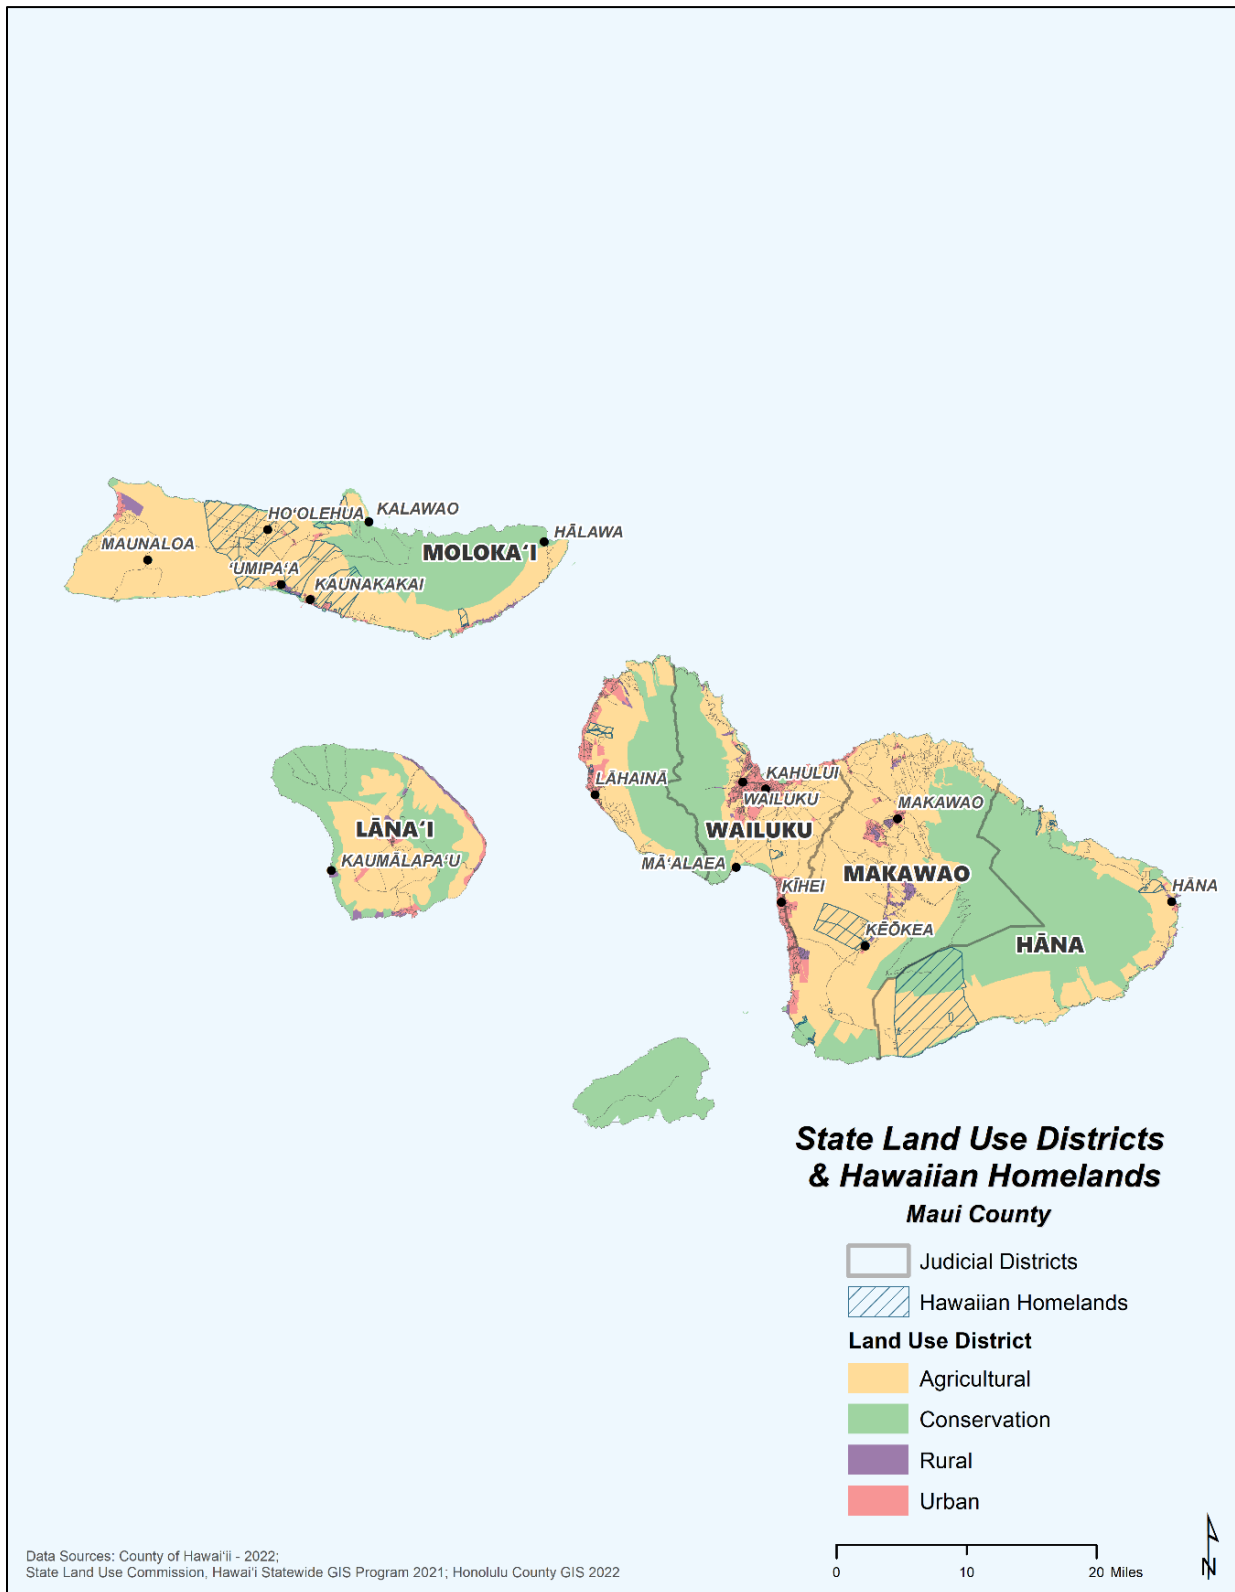 HOʻOLEHUA
KALAWAO
HĀLAWA
MAUNALOA
MOLOKAʻI
ʻUMIPAʻA
KAUNAKAKAI
LĀHAINĀ
KAHULUI
WAILUKU
MAKAWAO
WAILUKU
LĀNAʻI
KAUMĀLAPAʻU
MĀʻALAEA
MAKAWAO
KĪHEI
HĀNA
KĒŌKEA
HĀNA
State Land Use Districts
& Hawaiian Homelands
Maui County
Judicial Districts
Hawaiian Homelands
Land Use District
Agricultural
Conservation
Rural
Urban
Data Sources: County of Hawaiʻii - 2022;
State Land Use Commission, Hawaiʻi Statewide GIS Program 2021; Honolulu County GIS 2022
0 10 20 Miles
N